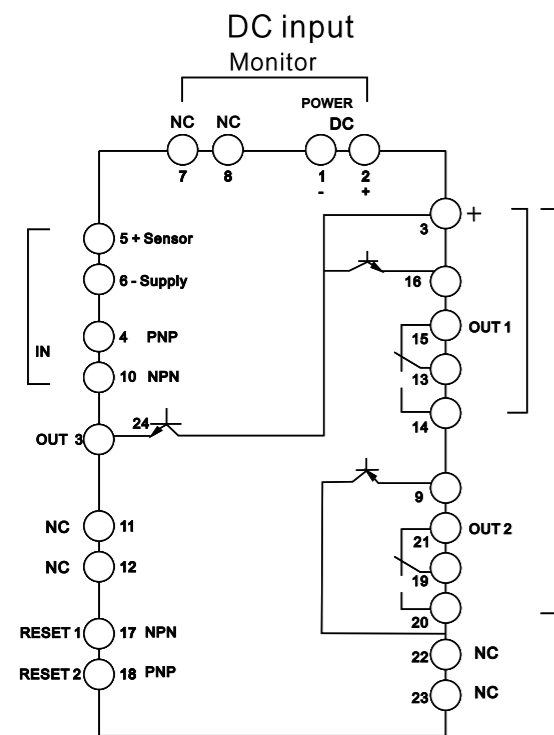 DC input
Monitor
POWER
NC NC DC
7 8 1 2
- +
3 +
5 + Sensor
6 - Supply
16
4 PNP
15 OUT 1
IN
10 NPN
13
14
24
OUT 3
9
NC 11
21 OUT 2
NC 12
19
20
RESET 1 17 NPN
22 NC
RESET 2 18 PNP
23 NC